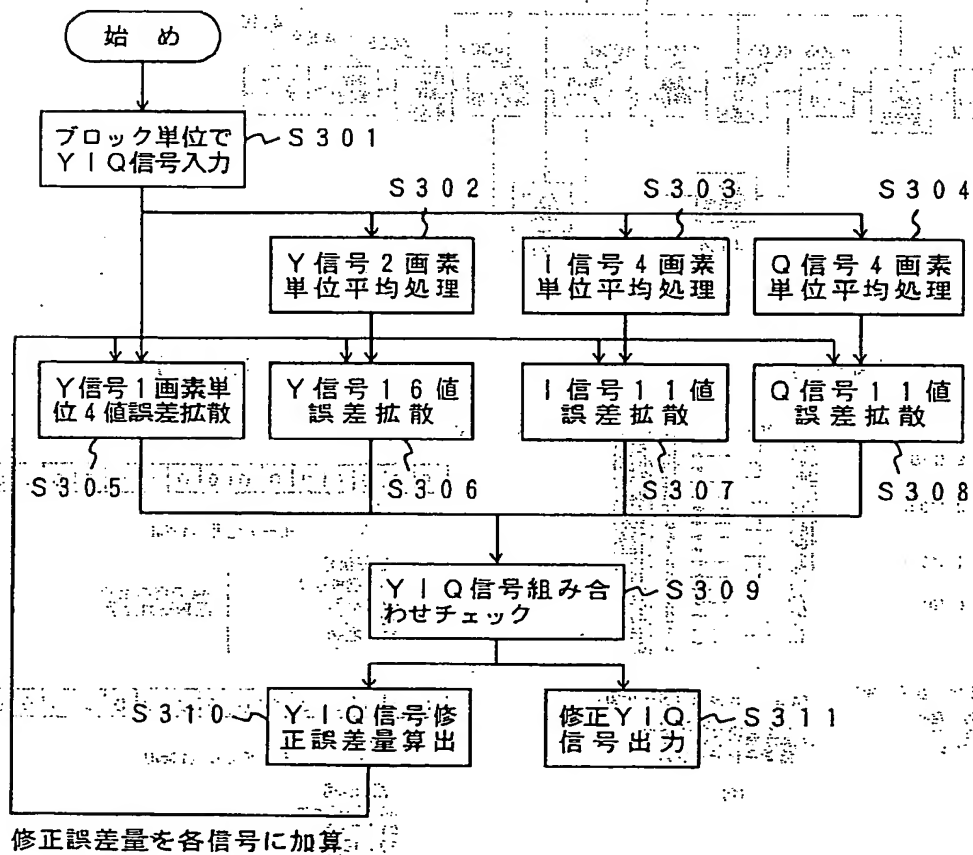 始 め
ブロック単位で
YIQ信号入力
S301
S302
S303
S304
Y信号2画素
単位平均処理
I信号4画素
単位平均処理
Q信号4画素
単位平均処理
Y信号1画素単
位4値誤差拡散
Y信号16値
誤差拡散
I信号11値
誤差拡散
Q信号11値
誤差拡散
S305
S306
S307
S308
YIQ信号組み合
わせチェック
S309
S310
YIQ信号修
正誤差量算出
修正YIQ
信号出力
S311
修正誤差量を各信号に加算